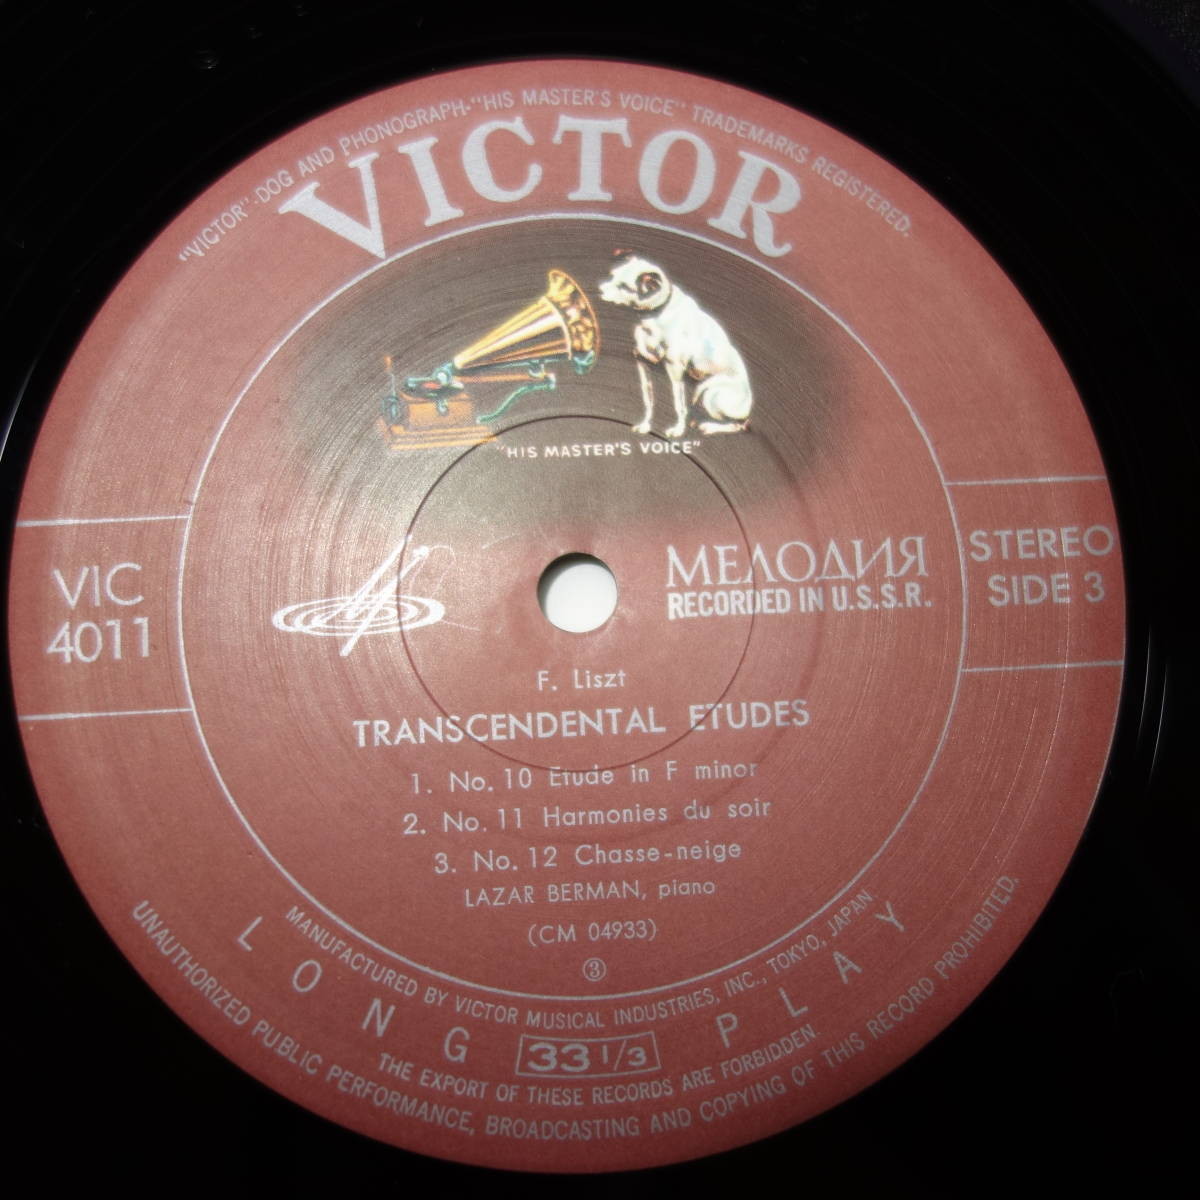 "VICTOR"-DOG AND PHONOGRAPH-"HIS MASTER'S VOICE" TRADEMARKS REGISTERED.
VICTOR
"HIS MASTER'S VOICE"
VIC
4011
МЕЛОДИЯ
RECORDED IN U.S.S.R.
STEREO
SIDE 3
F. Liszt
TRANSCENDENTAL ETUDES
1. No. 10 Etude in F minor
2. No. 11 Harmonies du soir
3. No. 12 Chasse-neige
LAZAR BERMAN, piano
(CM 04933)
③
MANUFACTURED BY VICTOR MUSICAL INDUSTRIES, INC., TOKYO, JAPAN
LONG PLAY
33 1/3
THE EXPORT OF THESE RECORDS ARE FORBIDDEN.
UNAUTHORIZED PUBLIC PERFORMANCE, BROADCASTING AND COPYING OF THIS RECORD PROHIBITED.